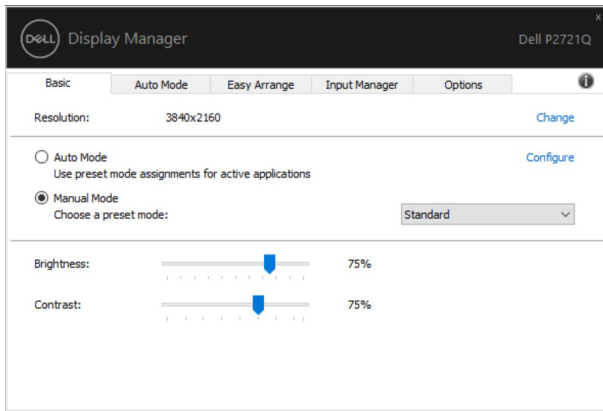 DELL Display Manager
x
Dell P2721Q
Basic Auto Mode Easy Arrange Input Manager Options i
Resolution: 3840x2160 Change
Auto Mode Configure
Use preset mode assignments for active applications
Manual Mode
Choose a preset mode: Standard
Brightness: 75%
Contrast: 75%